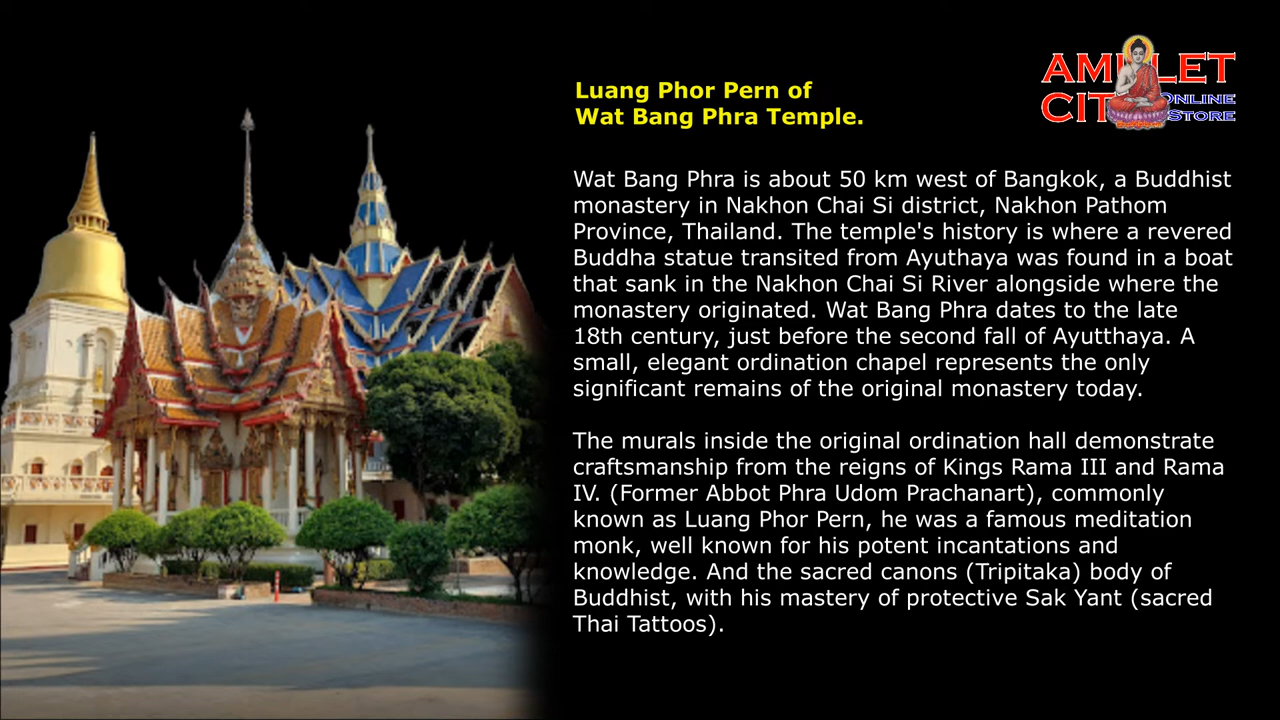 AMULET
CITY ONLINE
STORE
Luang Phor Pern of
Wat Bang Phra Temple.
Wat Bang Phra is about 50 km west of Bangkok, a Buddhist
monastery in Nakhon Chai Si district, Nakhon Pathom
Province, Thailand. The temple's history is where a revered
Buddha statue transited from Ayuthaya was found in a boat
that sank in the Nakhon Chai Si River alongside where the
monastery originated. Wat Bang Phra dates to the late
18th century, just before the second fall of Ayutthaya. A
small, elegant ordination chapel represents the only
significant remains of the original monastery today.
The murals inside the original ordination hall demonstrate
craftsmanship from the reigns of Kings Rama III and Rama
IV. (Former Abbot Phra Udom Prachanart), commonly
known as Luang Phor Pern, he was a famous meditation
monk, well known for his potent incantations and
knowledge. And the sacred canons (Tripitaka) body of
Buddhist, with his mastery of protective Sak Yant (sacred
Thai Tattoos).